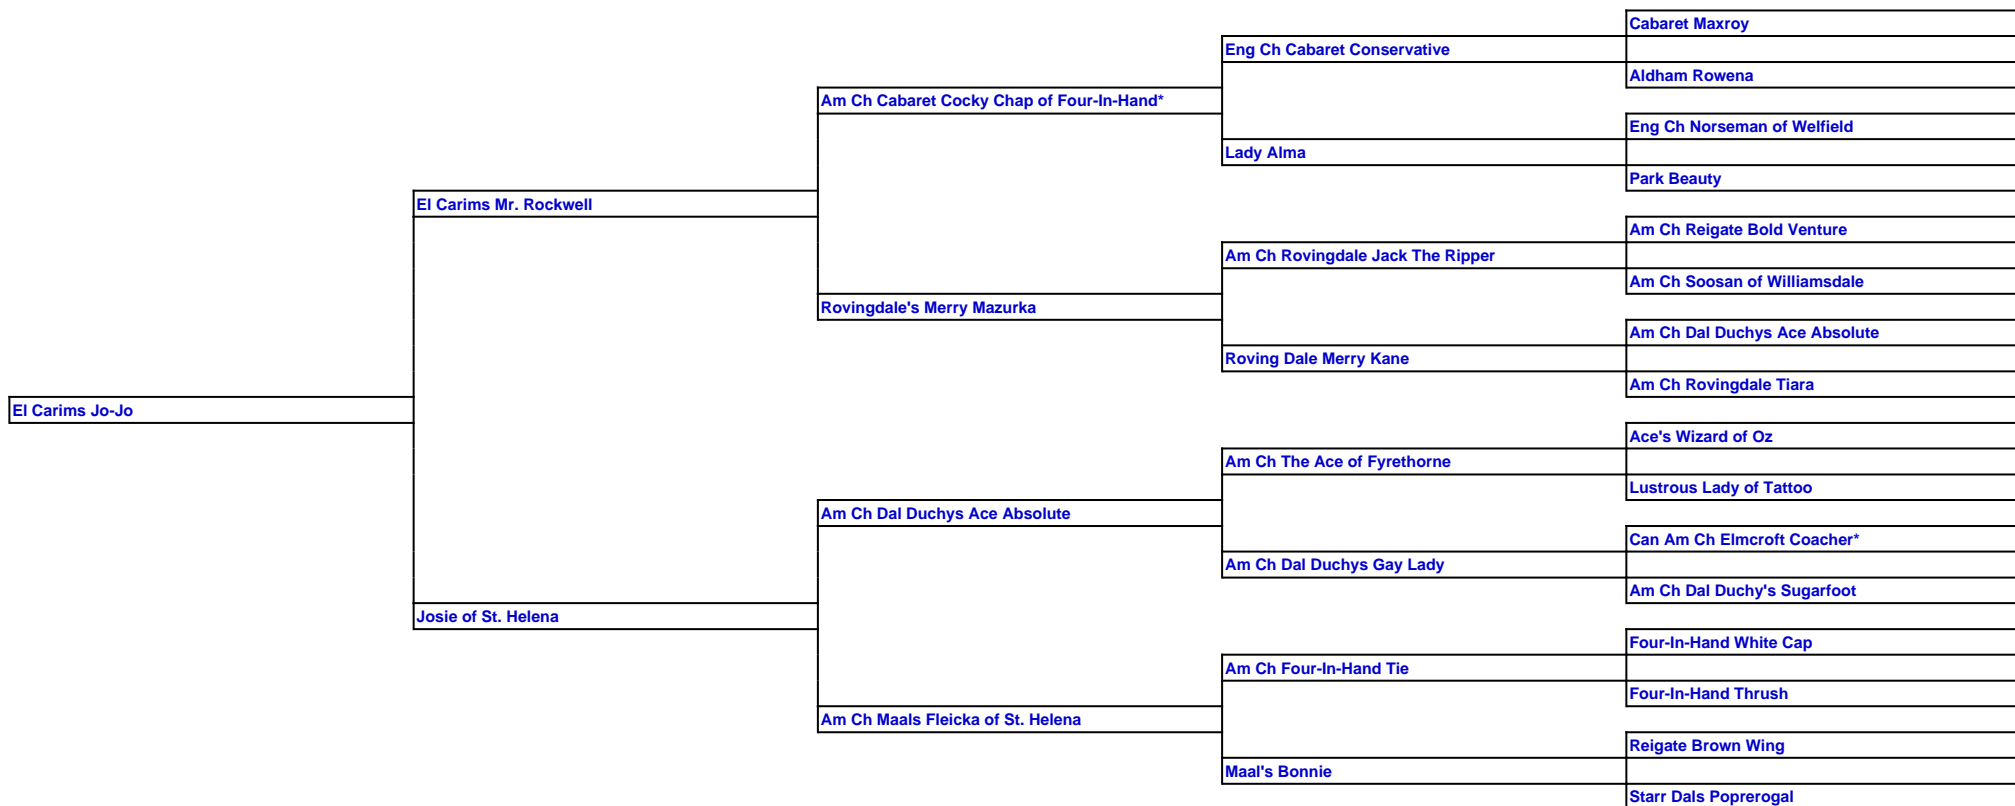 Cabaret Maxroy
Eng Ch Cabaret Conservative
Aldham Rowena
Am Ch Cabaret Cocky Chap of Four-In-Hand*
Eng Ch Norseman of Welfield
Lady Alma
Park Beauty
El Carims Mr. Rockwell
Am Ch Reigate Bold Venture
Am Ch Rovingdale Jack The Ripper
Am Ch Soosan of Williamsdale
Rovingdale's Merry Mazurka
Am Ch Dal Duchys Ace Absolute
Roving Dale Merry Kane
Am Ch Rovingdale Tiara
El Carims Jo-Jo
Ace's Wizard of Oz
Am Ch The Ace of Fyrethorne
Lustrous Lady of Tattoo
Am Ch Dal Duchys Ace Absolute
Can Am Ch Elmcroft Coacher*
Am Ch Dal Duchys Gay Lady
Am Ch Dal Duchy's Sugarfoot
Josie of St. Helena
Four-In-Hand White Cap
Am Ch Four-In-Hand Tie
Four-In-Hand Thrush
Am Ch Maals Fleicka of St. Helena
Reigate Brown Wing
Maal's Bonnie
Starr Dals Poprerogal